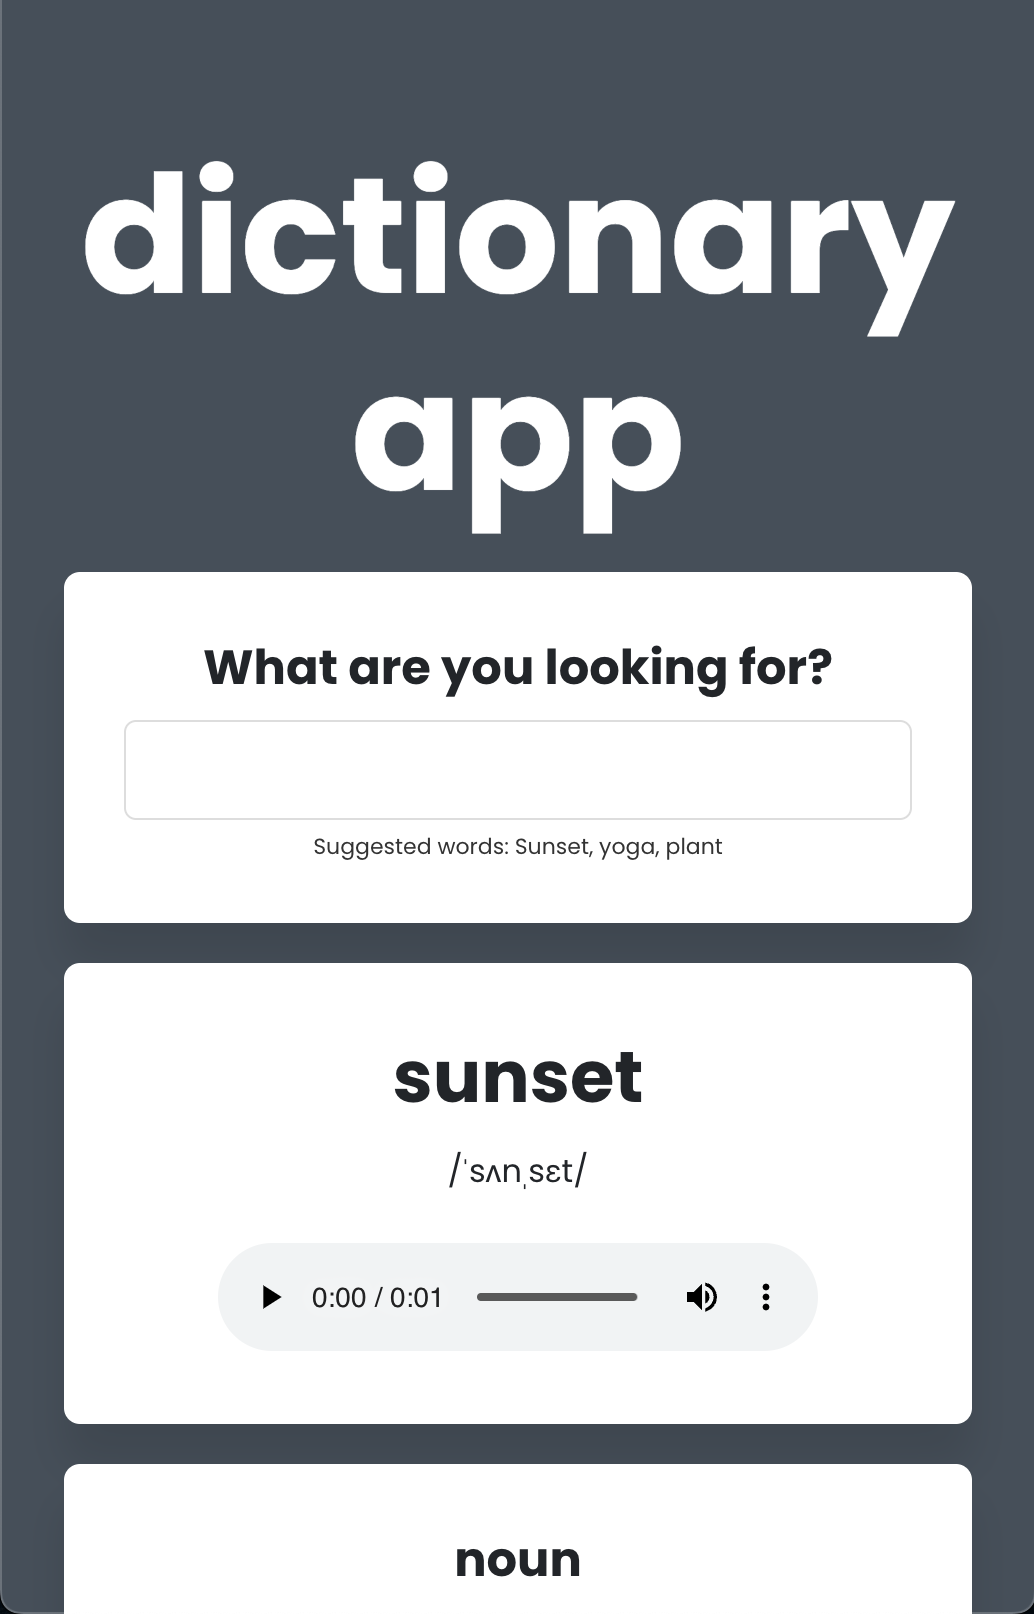 dictionary
app
What are you looking for?
Suggested words: Sunset, yoga, plant
sunset
/ˈsʌnˌsɛt/
0:00 / 0:01
noun